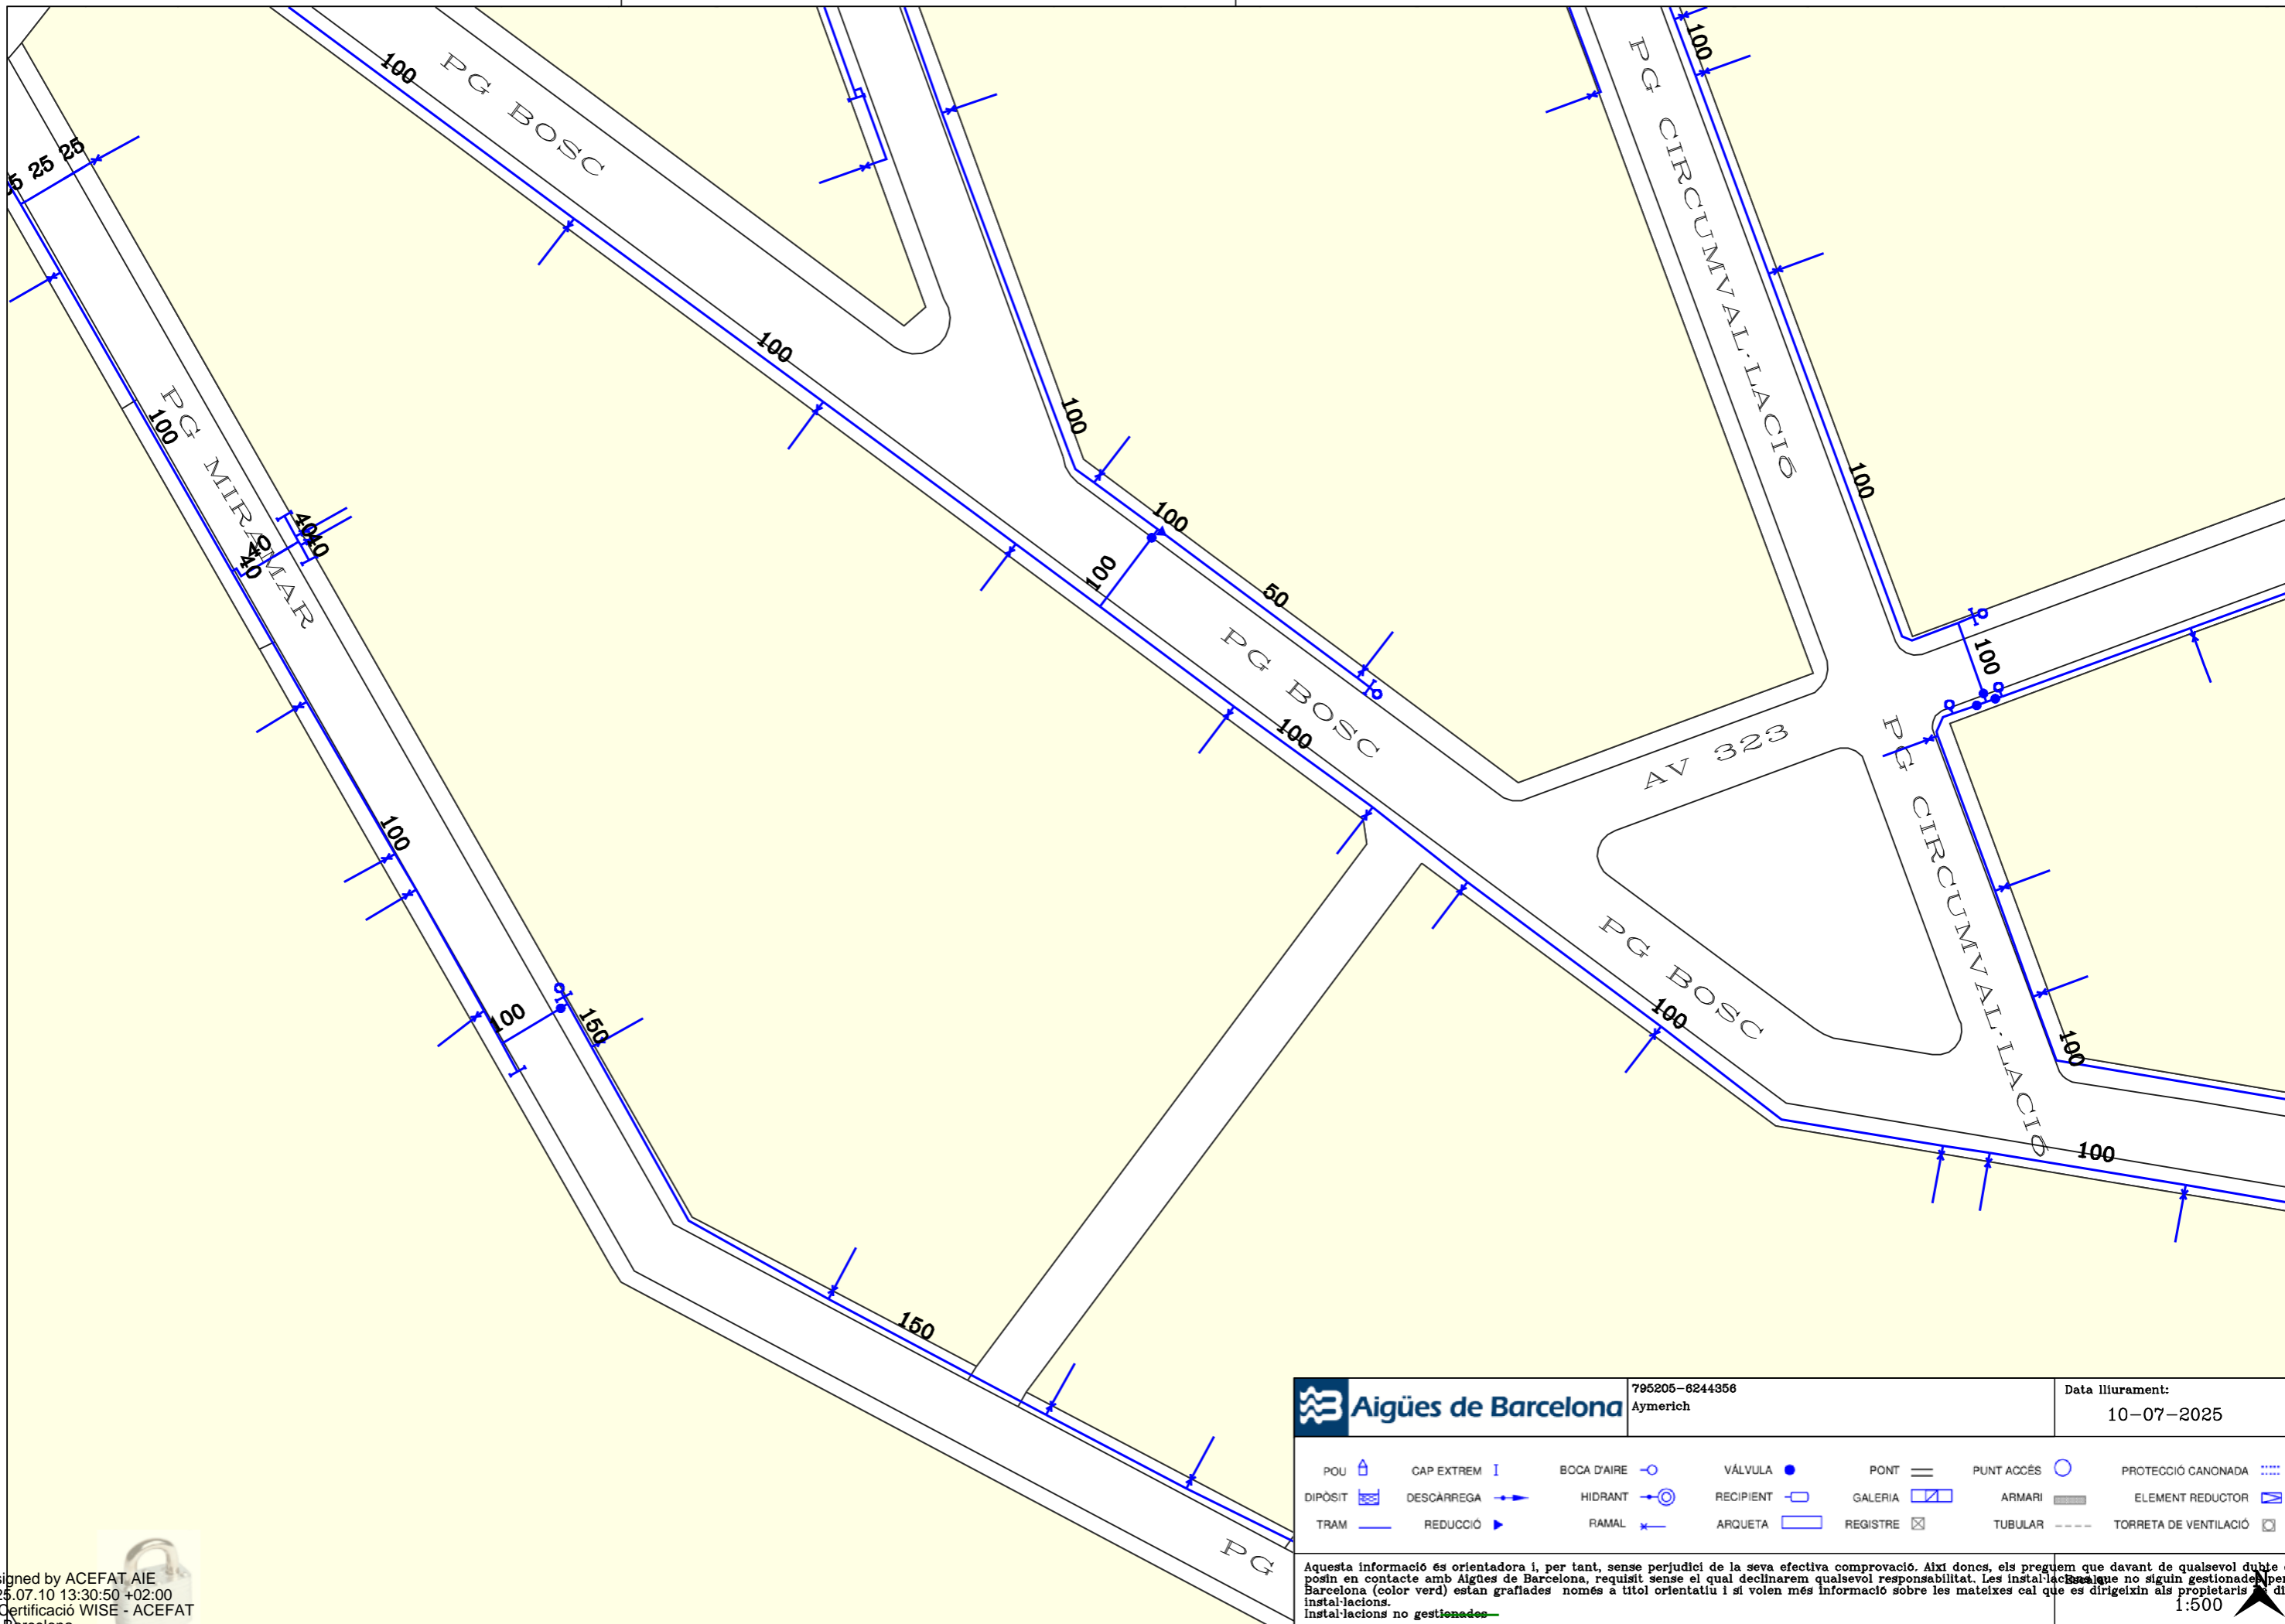 100
PG BOSC
100
PG CIRCUMVAL·LACIÓ
25 25
100
100
PG MIRAMAR
100
100
100
40
40
40
40
100
50
100
PG BOSC
100
100
AV 323
PG CIRCUMVAL·LACIÓ
100
PG BOSC
100
100
150
100
100
150
PG
Aigües de Barcelona
795205-6244356
Aymerich
Data lliurament:
10-07-2025
POU CAP EXTREM BOCA D'AIRE VÁLVULA PONT PUNT ACCÉS PROTECCIÓ CANONADA
DIPÒSIT DESCÀRREGA HIDRANT RECIPIENT GALERIA ARMARI ELEMENT REDUCTOR
TRAM REDUCCIÓ RAMAL ARQUETA REGISTRE TUBULAR TORRETA DE VENTILACIÓ
Aquesta informació és orientadora i, per tant, sense perjudici de la seva efectiva comprovació. Així doncs, els preguem que davant de qualsevol dubte
posin en contacte amb Aigües de Barcelona, requisit sense el qual declinarem qualsevol responsabilitat. Les instal·lacions que no siguin gestionades per
Barcelona (color verd) estan grafiades només a títol orientatiu i si volen més informació sobre les mateixes cal que es dirigeixin als propietaris
instal·lacions.
Instal·lacions no gestionades
Escala:
1:500
N
signed by ACEFAT AIE
25.07.10 13:30:50 +02:00
Certificació WISE - ACEFAT
Barcelona